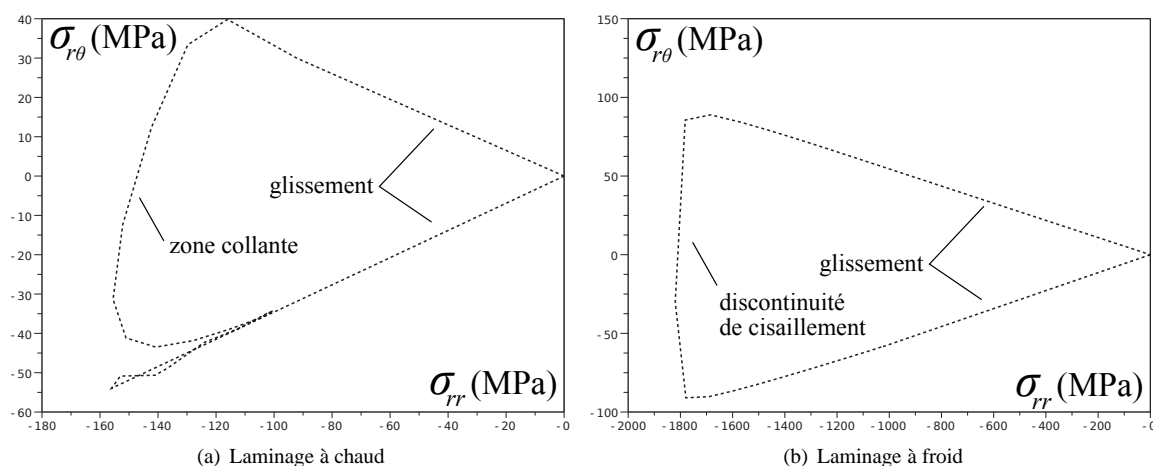 σrθ (MPa)
40
30
20
10
0
-10
-20
-30
-40
-50
-60
glissement
zone collante
σrr (MPa)
-180 -160 -140 -120 -100 -80 -60 -40 -20 -0
(a) Laminage à chaud
σrθ (MPa)
150
100
50
0
-50
-100
glissement
discontinuité
de cisaillement
σrr (MPa)
-2000 -1800 -1600 -1400 -1200 -1000 -800 -600 -400 -200 -0
(b) Laminage à froid